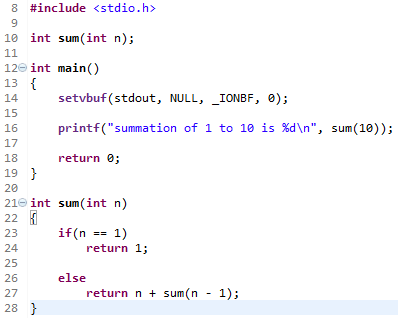 8 #include <stdio.h>
9
10 int sum(int n);
11
12 int main()
13 {
14     setvbuf(stdout, NULL, _IONBF, 0);
15
16     printf("summation of 1 to 10 is %d\n", sum(10));
17
18     return 0;
19 }
20
21 int sum(int n)
22 {
23     if(n == 1)
24         return 1;
25
26     else
27         return n + sum(n - 1);
28 }